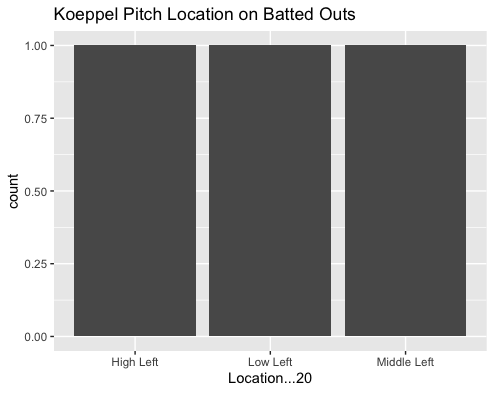 Koeppel Pitch Location on Batted Outs
count
1.00
0.75
0.50
0.25
0.00
High Left Low Left Middle Left
Location...20